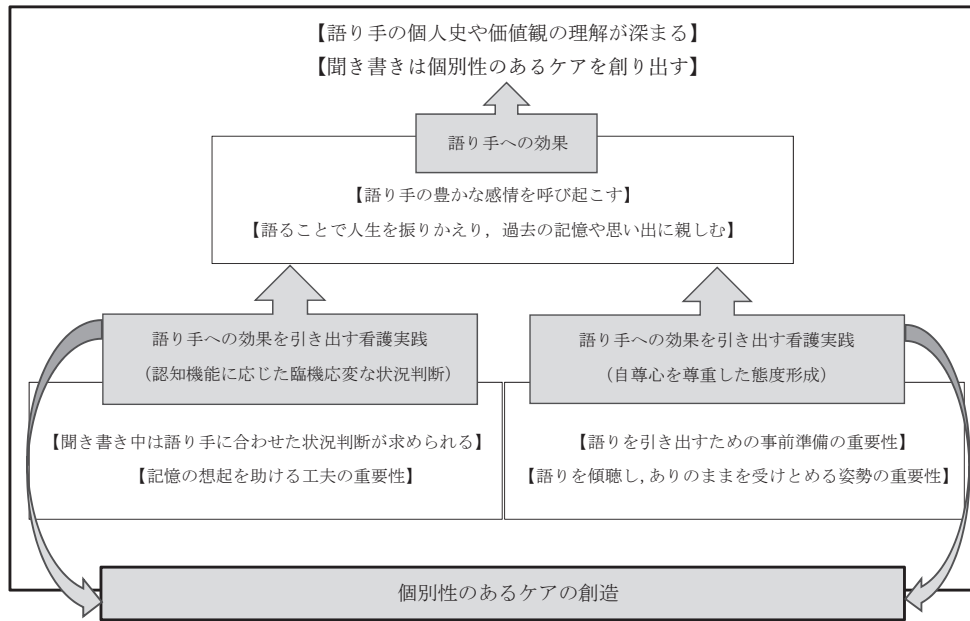 【語り手の個人史や価値観の理解が深まる】
【聞き書きは個別性のあるケアを創り出す】
語り手への効果
【語り手の豊かな感情を呼び起こす】
【語ることで人生を振りかえり，過去の記憶や思い出に親しむ】
語り手への効果を引き出す看護実践
（認知機能に応じた臨機応変な状況判断）
【聞き書き中は語り手に合わせた状況判断が求められる】
【記憶の想起を助ける工夫の重要性】
語り手への効果を引き出す看護実践
（自尊心を尊重した態度形成）
【語りを引き出すための事前準備の重要性】
【語りを傾聴し,ありのままを受けとめる姿勢の重要性】
個別性のあるケアの創造